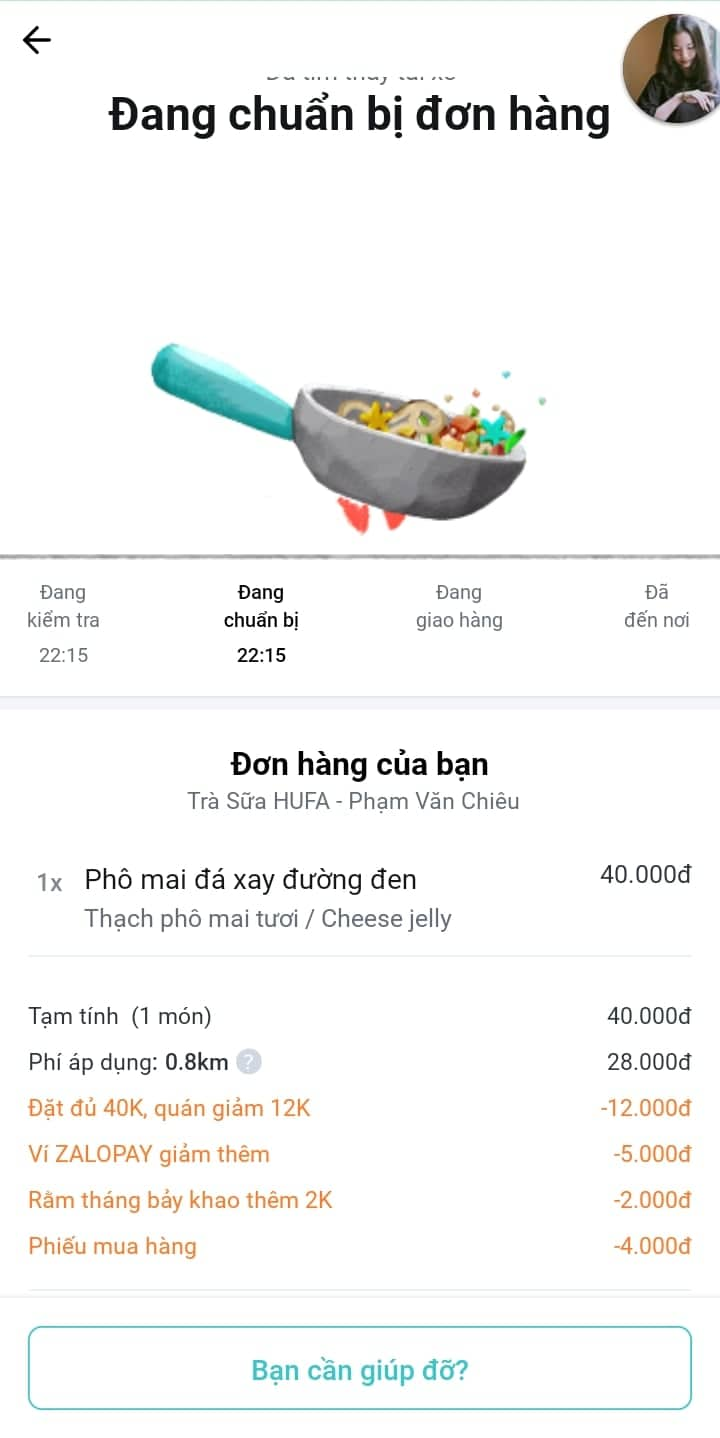 Đang chuẩn bị đơn hàng
Đang
kiểm tra
22:15
Đang
chuẩn bị
22:15
Đang
giao hàng
Đã
đến nơi
Đơn hàng của bạn
Trà Sữa HUFA - Phạm Văn Chiêu
1x Phô mai đá xay đường đen 40.000đ
Thạch phô mai tươi / Cheese jelly
Tạm tính (1 món) 40.000đ
Phí áp dụng: 0.8km ? 28.000đ
Đặt đủ 40K, quán giảm 12K -12.000đ
Ví ZALOPAY giảm thêm -5.000đ
Rằm tháng bảy khao thêm 2K -2.000đ
Phiếu mua hàng -4.000đ
Bạn cần giúp đỡ?